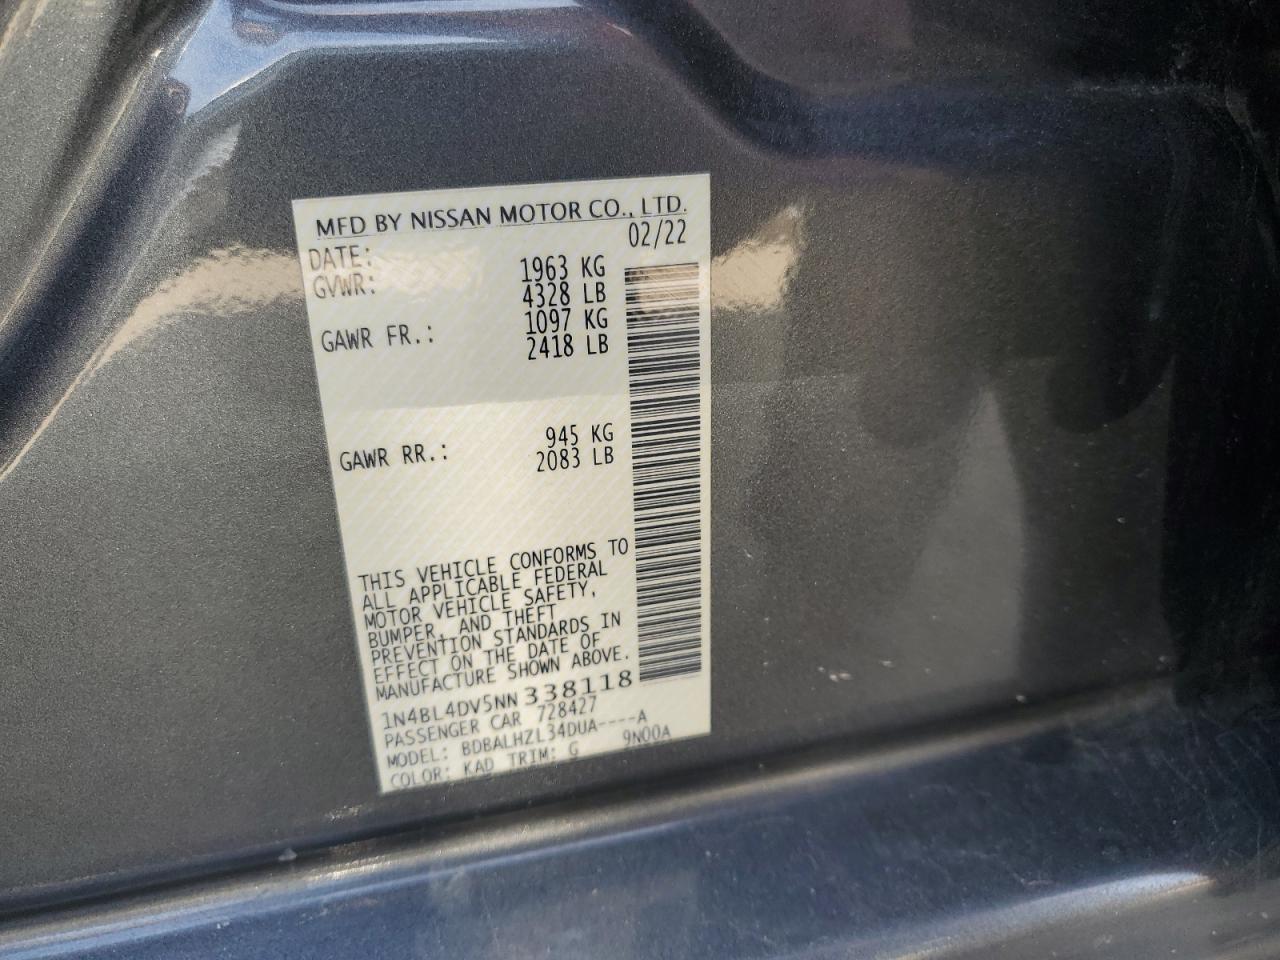 MFD BY NISSAN MOTOR CO., LTD.
DATE: 02/22
GVWR: 1963 KG
4328 LB
GAWR FR.: 1097 KG
2418 LB
GAWR RR.: 945 KG
2083 LB
THIS VEHICLE CONFORMS TO
ALL APPLICABLE FEDERAL
MOTOR VEHICLE SAFETY,
BUMPER, AND THEFT
PREVENTION STANDARDS IN
EFFECT ON THE DATE OF
MANUFACTURE SHOWN ABOVE.
1N4BL4DV5NN338118
PASSENGER CAR 728427
MODEL: BDBALHZL34DUA----A
COLOR: KAD TRIM: G 9N00A